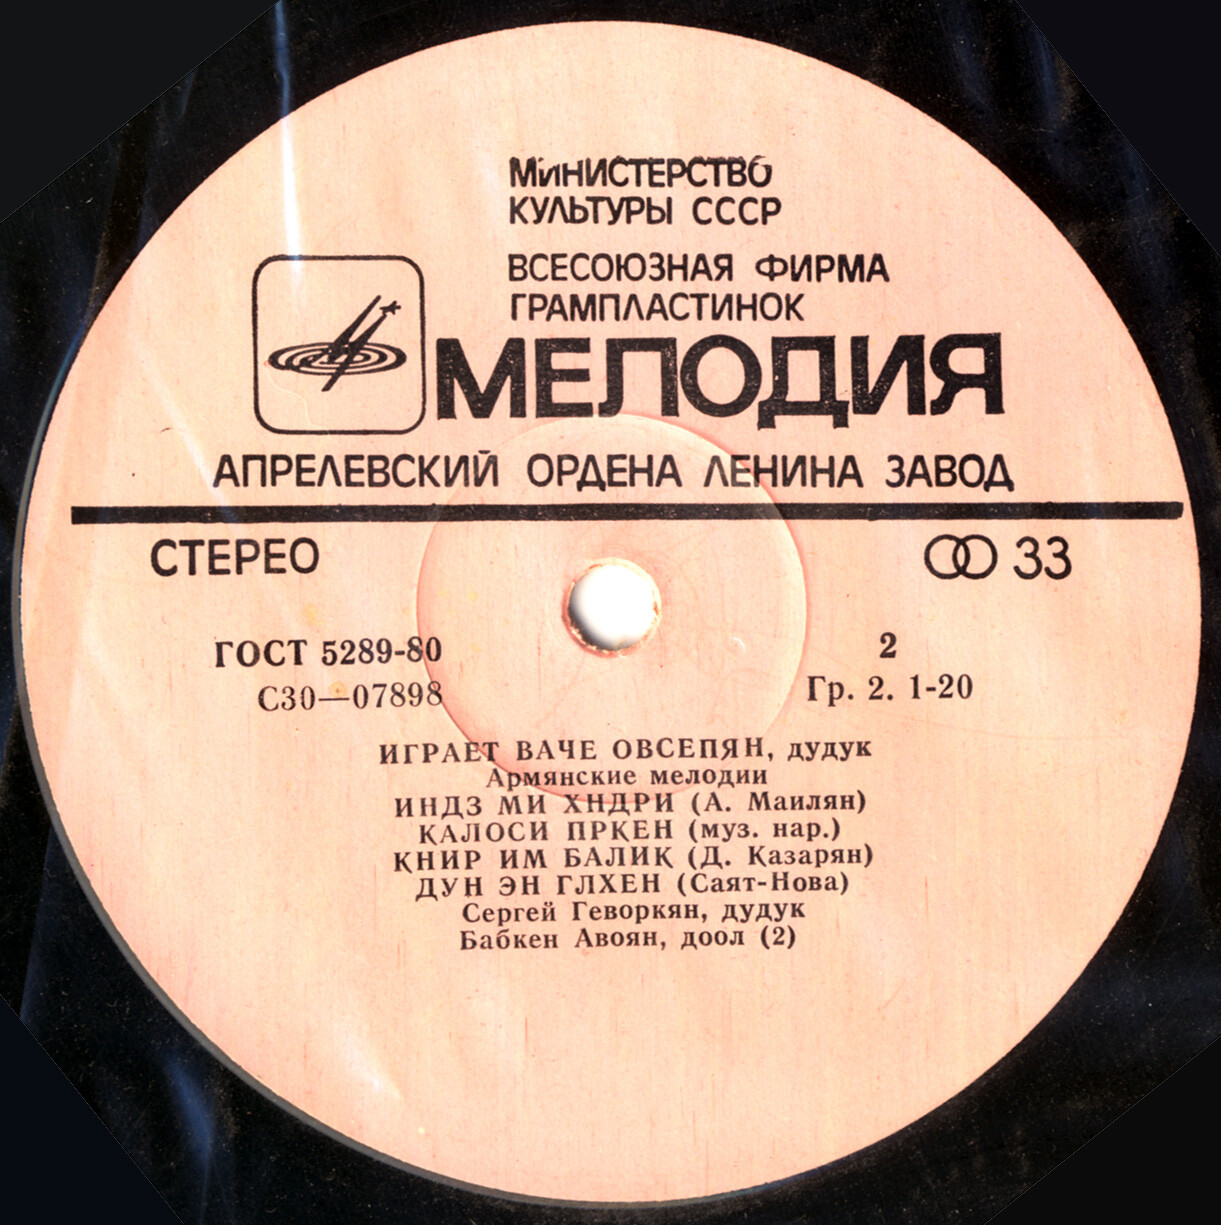 МИНИСТЕРСТВО
КУЛЬТУРЫ СССР
ВСЕСОЮЗНАЯ ФИРМА
ГРАМПЛАСТИНОК
МЕЛОДИЯ
АПРЕЛЕВСКИЙ ОРДЕНА ЛЕНИНА ЗАВОД
СТЕРЕО
33
ГОСТ 5289-80
2
С30—07898
Гр. 2. 1-20
ИГРАЕТ ВАЧЕ ОВСЕПЯН, дудук
Армянские мелодии
ИНДЗ МИ ХНДРИ (А. Маилян)
ҚАЛОСИ ПРКЕН (муз. нар.)
ҚНИР ИМ БАЛИҚ (Д. Казарян)
ДУН ЭН ГЛХЕН (Саят-Нова)
Сергей Геворкян, дудук
Бабкен Авоян, доол (2)